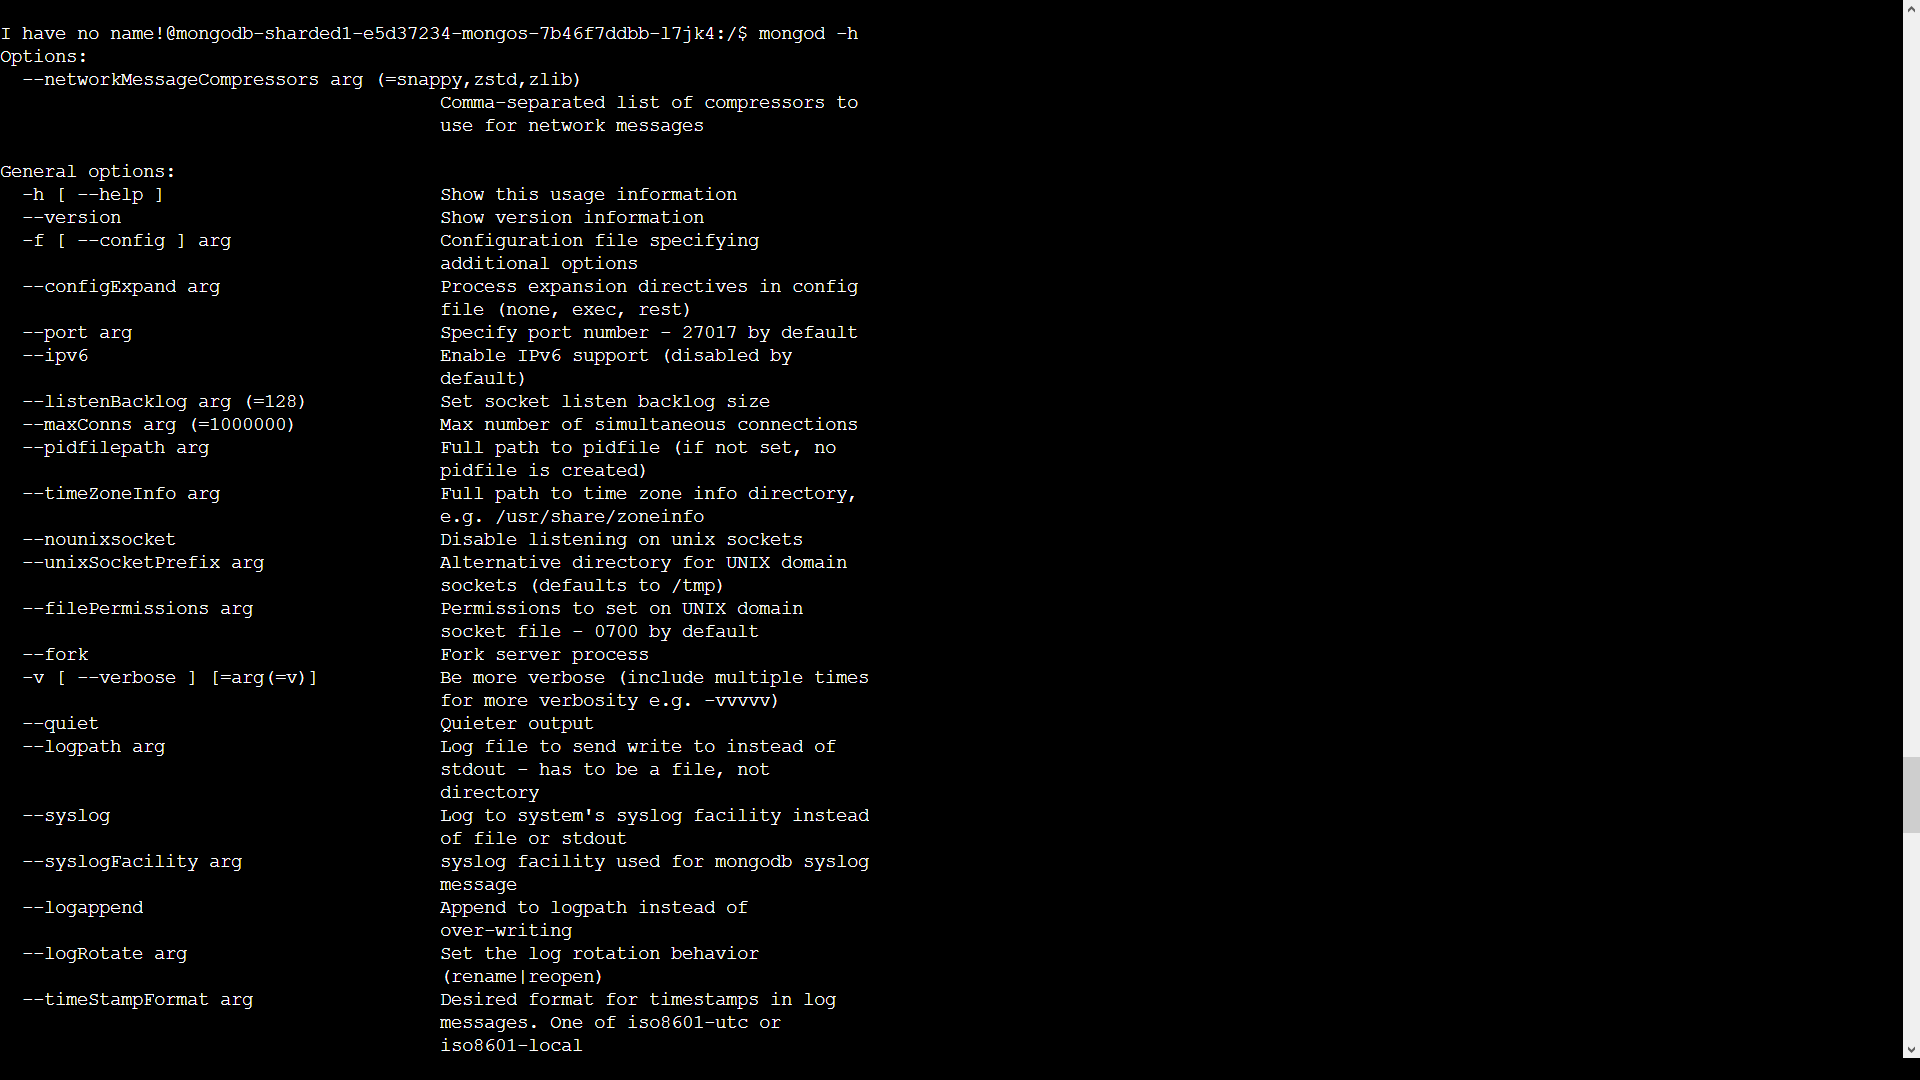 I have no name!@mongodb-sharded1-e5d37234-mongos-7b46f7ddbb-l7jk4:/$ mongod -h
Options:
  --networkMessageCompressors arg (=snappy,zstd,zlib)
                                        Comma-separated list of compressors to
                                        use for network messages

General options:
  -h [ --help ]                         Show this usage information
  --version                             Show version information
  -f [ --config ] arg                   Configuration file specifying
                                        additional options
  --configExpand arg                    Process expansion directives in config
                                        file (none, exec, rest)
  --port arg                            Specify port number - 27017 by default
  --ipv6                                Enable IPv6 support (disabled by
                                        default)
  --listenBacklog arg (=128)            Set socket listen backlog size
  --maxConns arg (=1000000)             Max number of simultaneous connections
  --pidfilepath arg                     Full path to pidfile (if not set, no
                                        pidfile is created)
  --timeZoneInfo arg                    Full path to time zone info directory,
                                        e.g. /usr/share/zoneinfo
  --nounixsocket                        Disable listening on unix sockets
  --unixSocketPrefix arg                Alternative directory for UNIX domain
                                        sockets (defaults to /tmp)
  --filePermissions arg                 Permissions to set on UNIX domain
                                        socket file - 0700 by default
  --fork                                Fork server process
  -v [ --verbose ] [=arg(=v)]           Be more verbose (include multiple times
                                        for more verbosity e.g. -vvvvv)
  --quiet                               Quieter output
  --logpath arg                         Log file to send write to instead of
                                        stdout - has to be a file, not
                                        directory
  --syslog                              Log to system's syslog facility instead
                                        of file or stdout
  --syslogFacility arg                  syslog facility used for mongodb syslog
                                        message
  --logappend                           Append to logpath instead of
                                        over-writing
  --logRotate arg                       Set the log rotation behavior
                                        (rename|reopen)
  --timeStampFormat arg                 Desired format for timestamps in log
                                        messages. One of iso8601-utc or
                                        iso8601-local